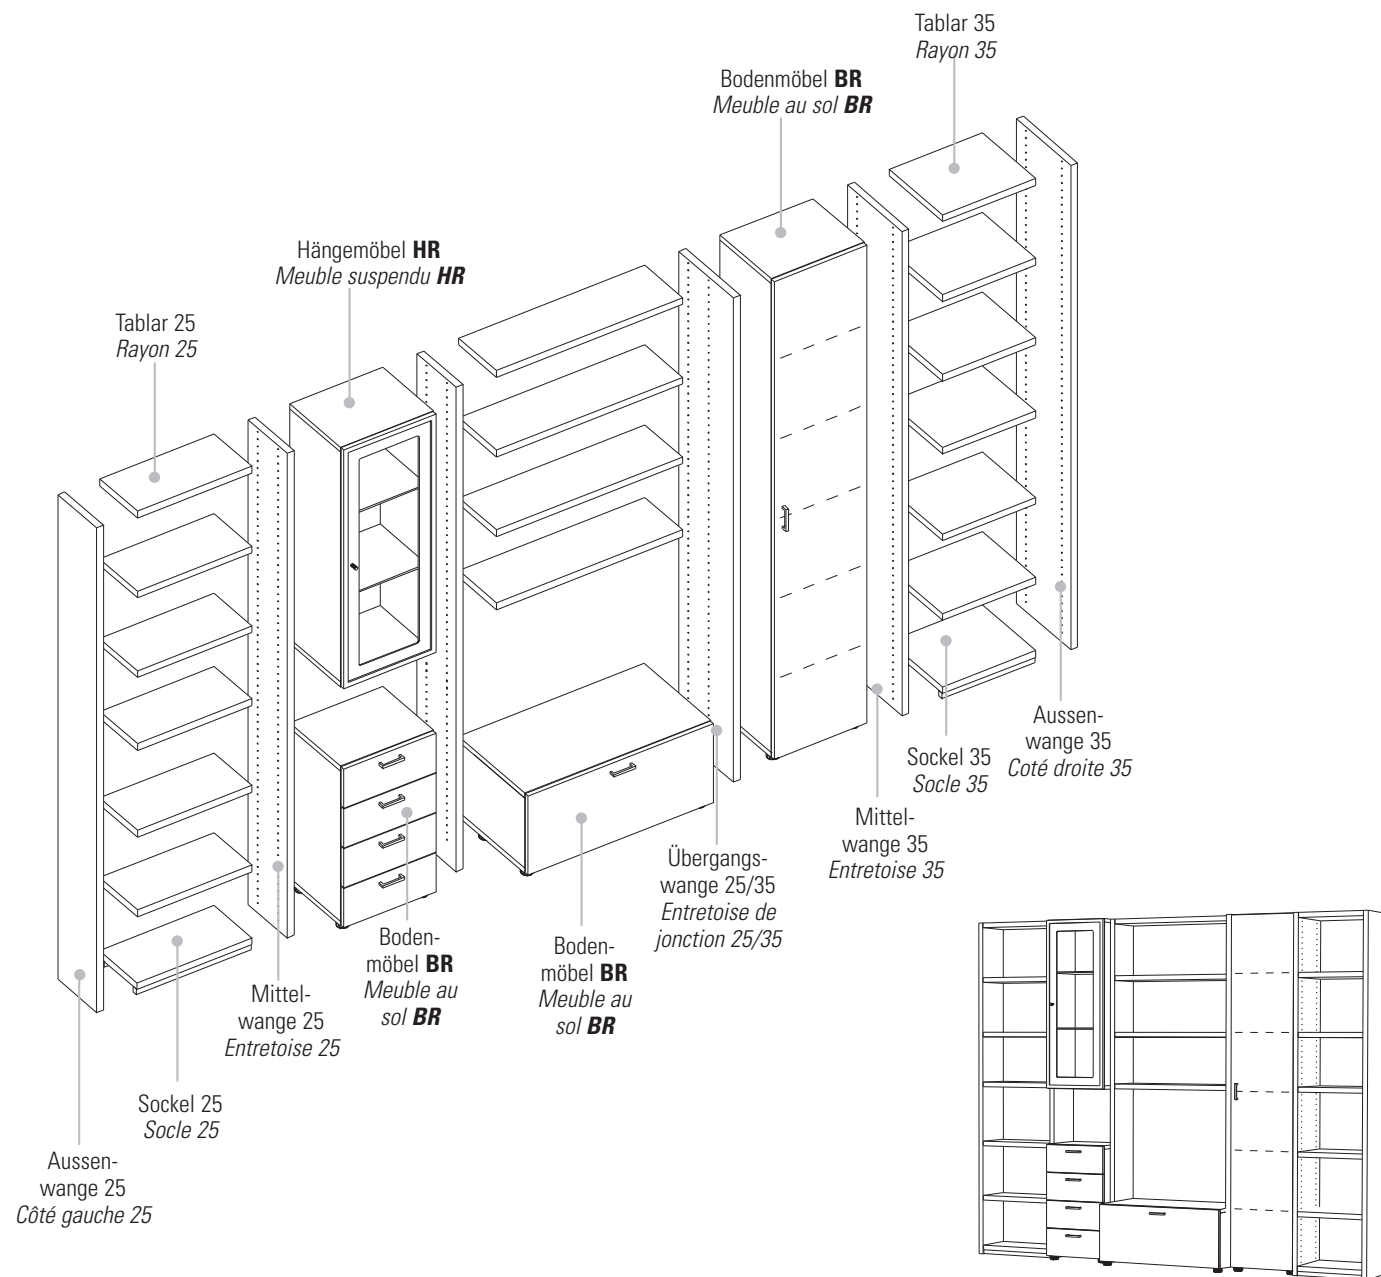 Tablar 35
Rayon 35
Bodenmöbel BR
Meuble au sol BR
Hängemöbel HR
Meuble suspendu HR
Tablar 25
Rayon 25
Aussen-
wange 35
Coté droite 35
Sockel 35
Socle 35
Mittel-
wange 35
Entretoise 35
Übergangs-
wange 25/35
Entretoise de
jonction 25/35
Boden-
möbel BR
Meuble au
sol BR
Boden-
möbel BR
Meuble au
sol BR
Mittel-
wange 25
Entretoise 25
Sockel 25
Socle 25
Aussen-
wange 25
Côté gauche 25